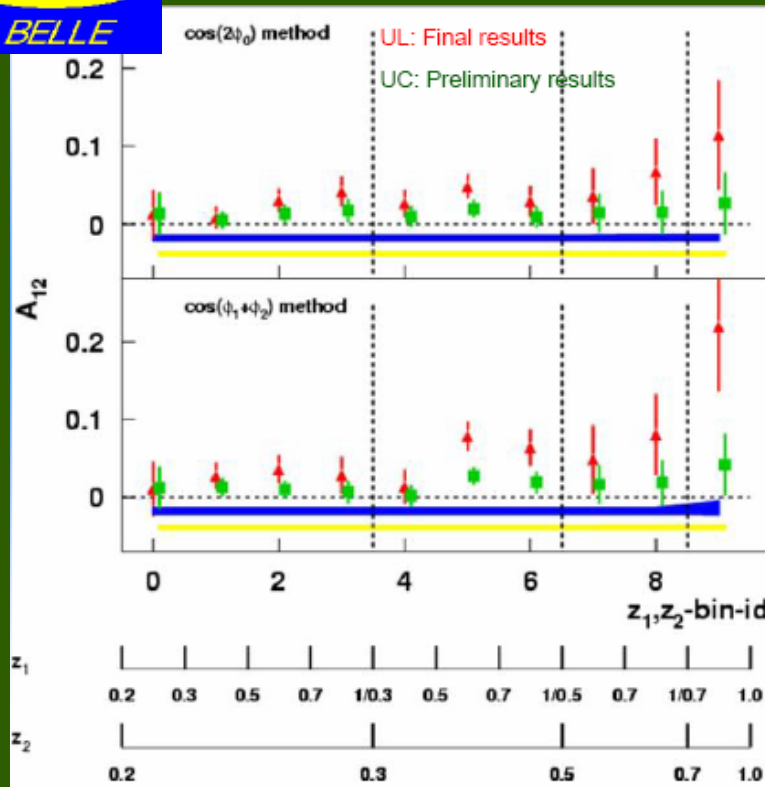 BELLE
cos(2ϕ₀) method
UL: Final results
UC: Preliminary results
0.2
0.1
0
A₁₂
cos(ϕ₁+ϕ₂) method
0.2
0.1
0
0 2 4 6 8
z₁,z₂-bin-id
z₁
0.2 0.3 0.5 0.7 1/0.3 0.5 0.7 1/0.5 0.7 1/0.7 1.0
z₂
0.2 0.3 0.5 0.7 1.0